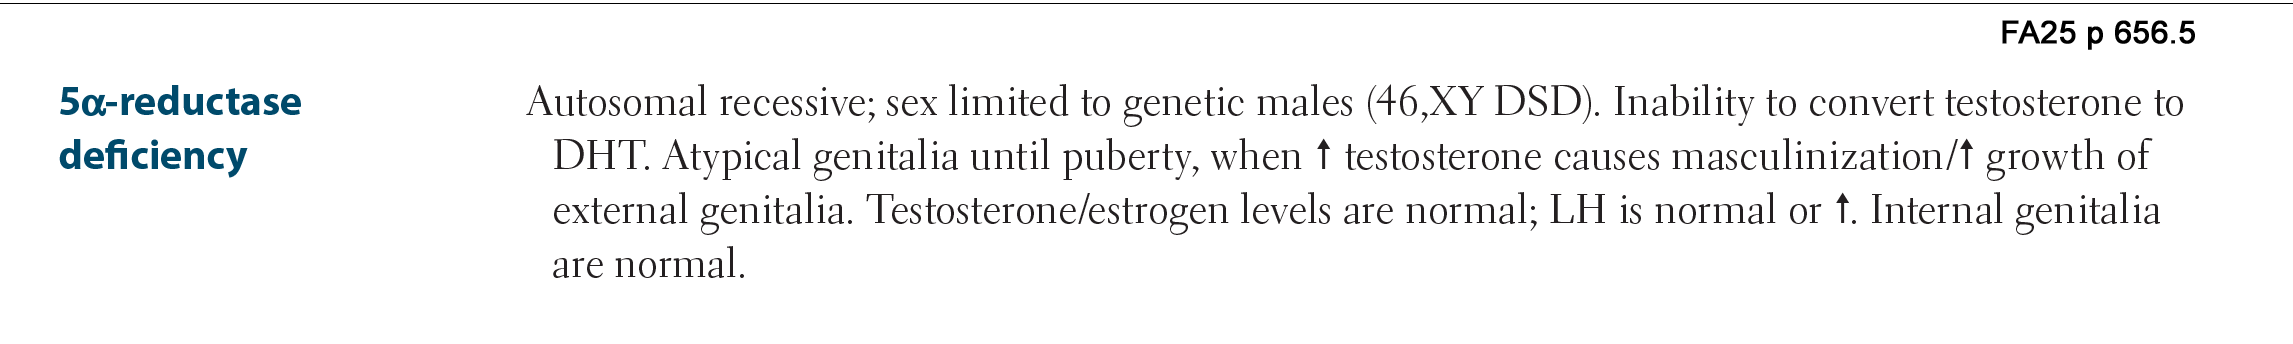 FA25 p 656.5
5α-reductase
deficiency
Autosomal recessive; sex limited to genetic males (46,XY DSD). Inability to convert testosterone to
DHT. Atypical genitalia until puberty, when ↑ testosterone causes masculinization/↑ growth of
external genitalia. Testosterone/estrogen levels are normal; LH is normal or ↑. Internal genitalia
are normal.